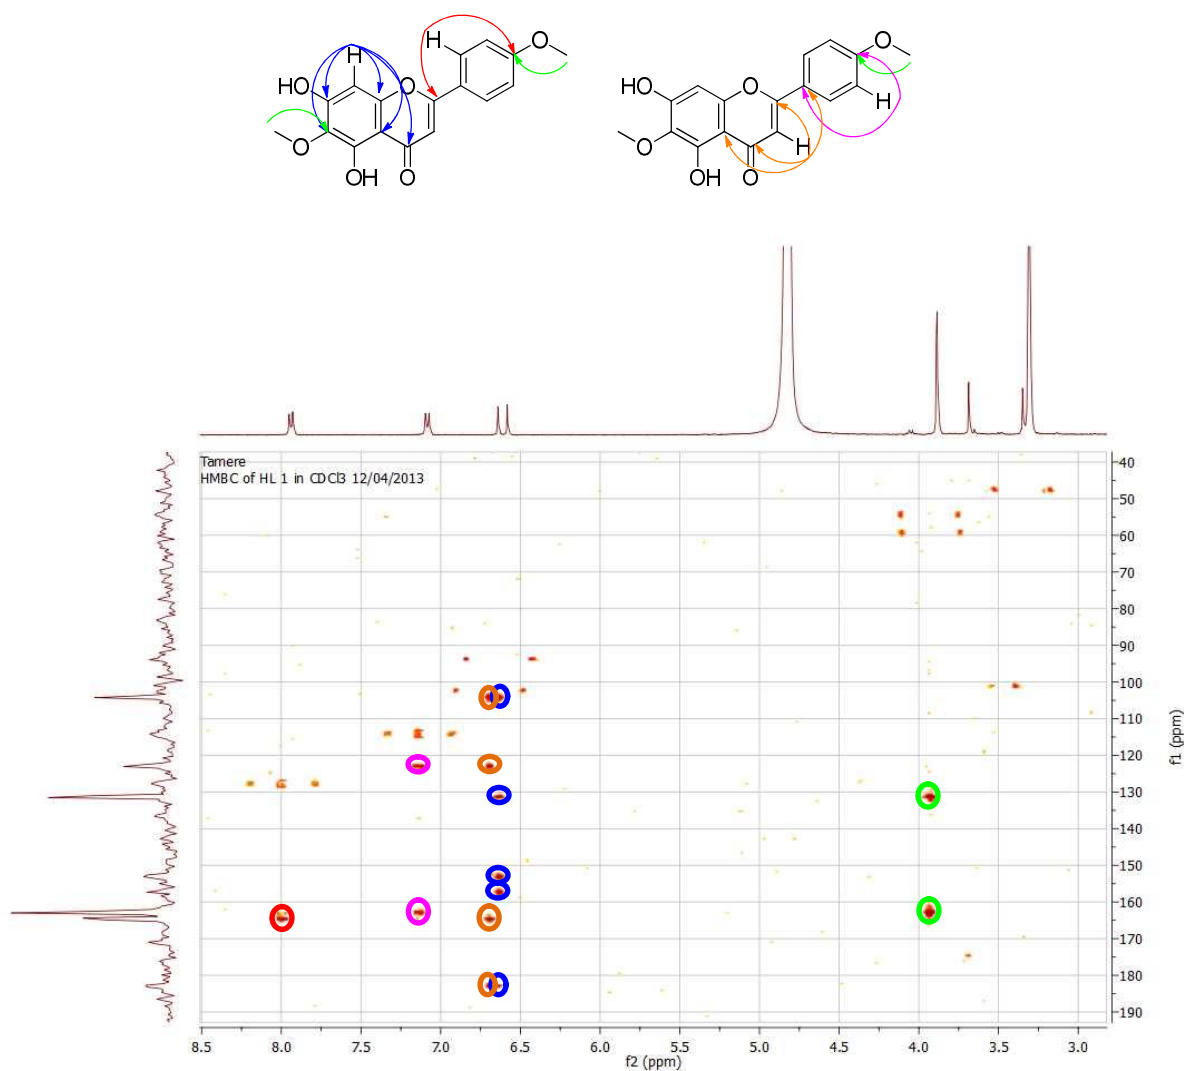 H
H
O
O
HO
O
HO
O
O
O
H
H
OH
O
OH
O
Tamere
HMBC of HL 1 in CDCl3 12/04/2013
40
50
60
70
80
90
100
110
120
130
140
150
160
170
180
190
f1 (ppm)
8.5 8.0 7.5 7.0 6.5 6.0 5.5 5.0 4.5 4.0 3.5 3.0
f2 (ppm)